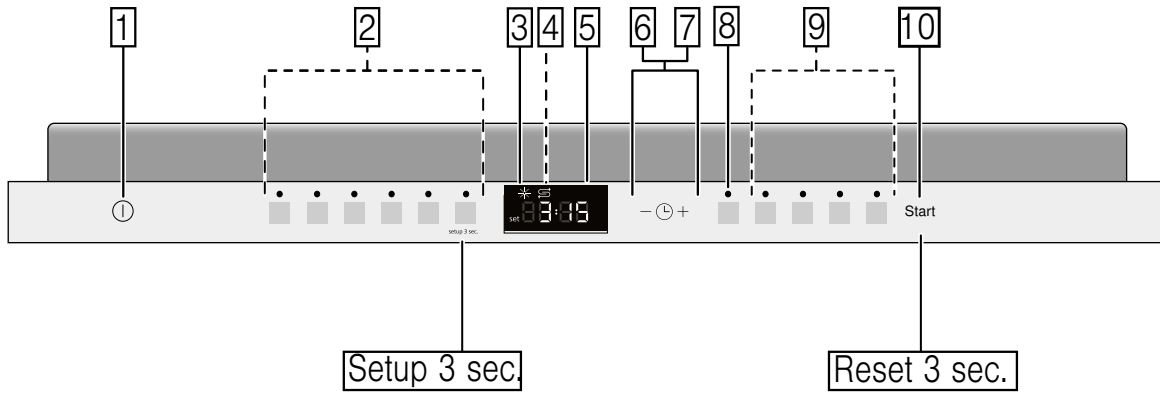 1 2 3 4 5 6 7 8 9 10
set 3:15 − + Start
setup 3 sec.
Setup 3 sec. Reset 3 sec.